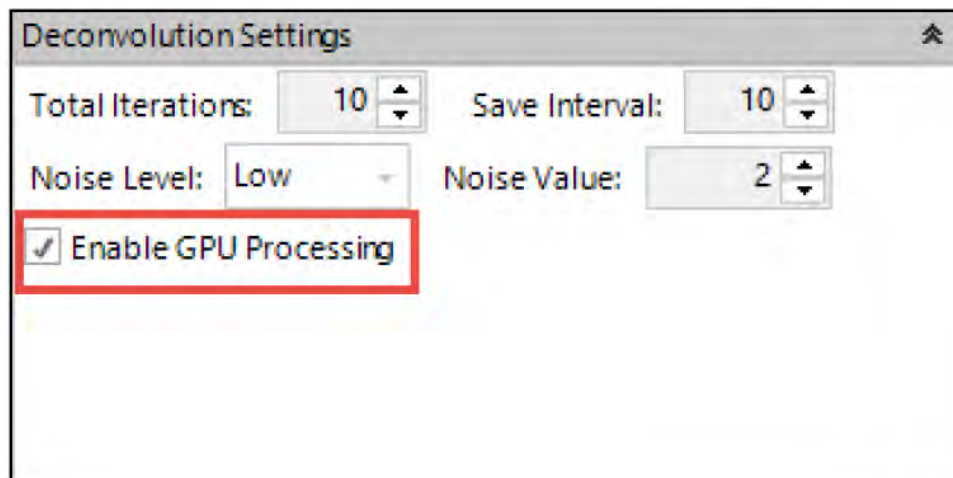 Deconvolution Settings
Total Iterations: 10 Save Interval: 10
Noise Level: Low Noise Value: 2
Enable GPU Processing